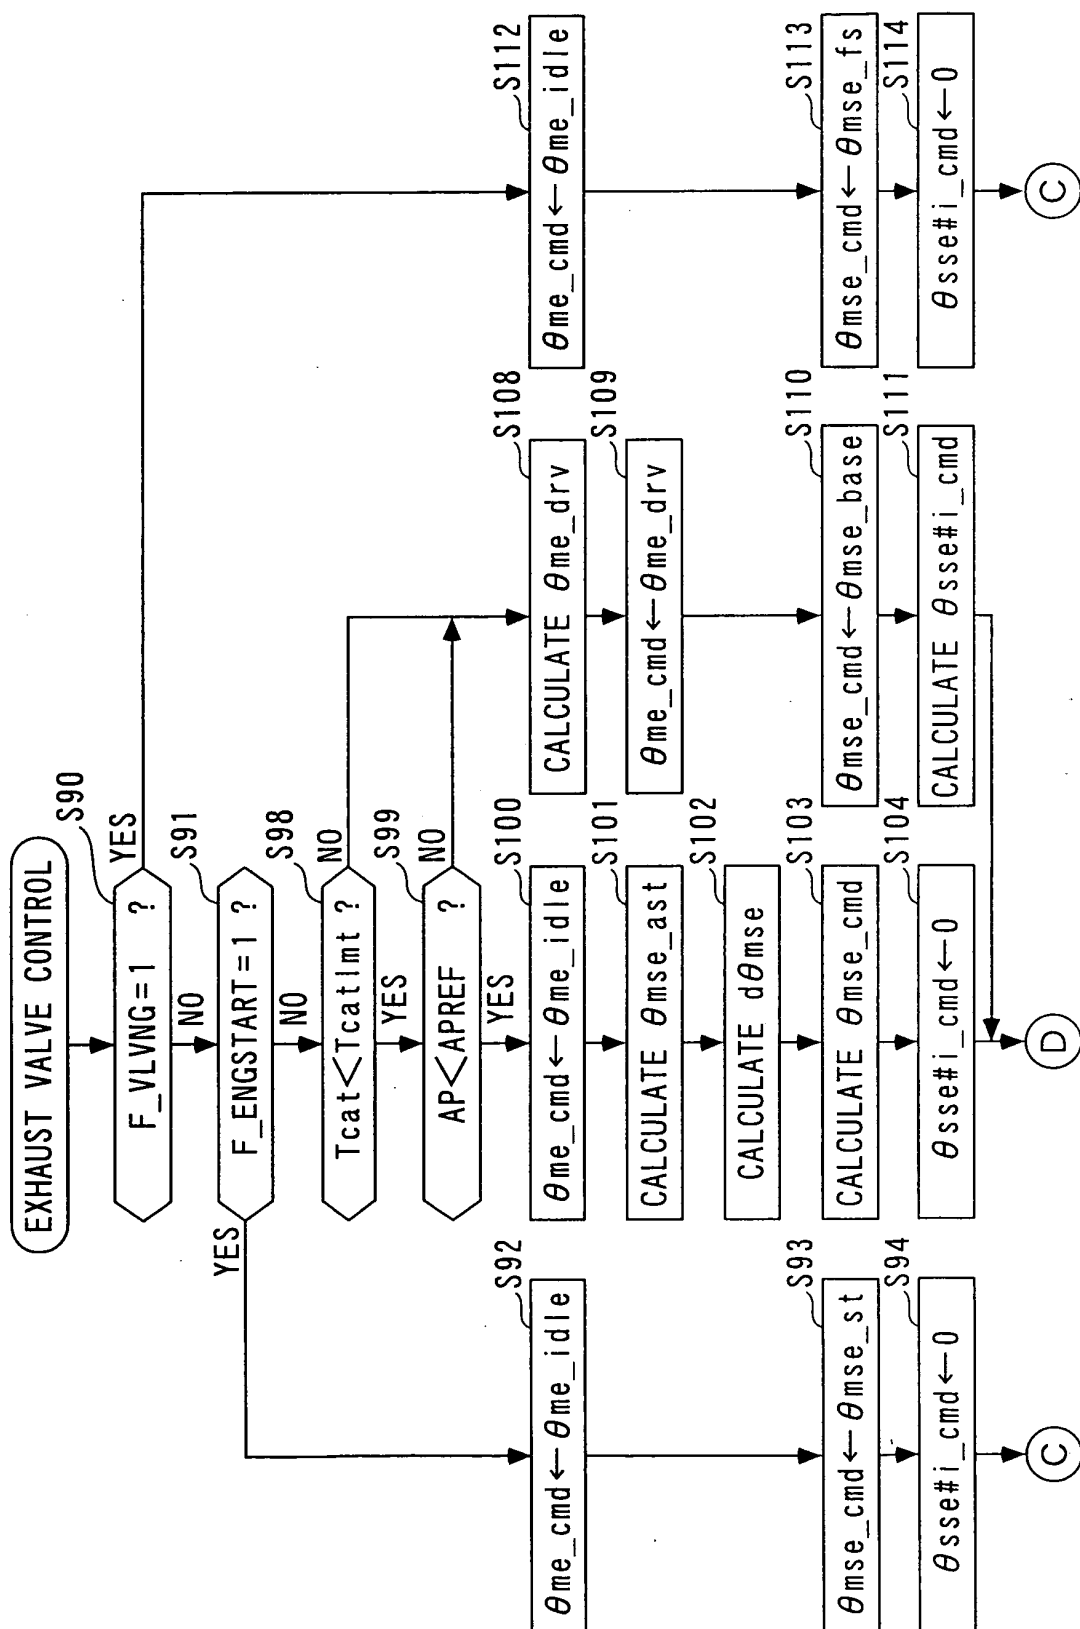 EXHAUST VALVE CONTROL
S90
F_VLVNG=1 ?
YES
NO
S91
F_ENGSTART=1 ?
YES
NO
S98
Tcat<Tcatlmt ?
NO
YES
S99
AP<APREF ?
NO
YES
S92
θme_cmd←θme_idle
S93
θmse_cmd←θmse_st
S94
θsse#i_cmd←0
C
S100
θme_cmd←θme_idle
S101
CALCULATE θmse_ast
S102
CALCULATE dθmse
S103
CALCULATE θmse_cmd
S104
θsse#i_cmd←0
D
S108
CALCULATE θme_drv
S109
θme_cmd←θme_drv
S110
θmse_cmd←θmse_base
S111
CALCULATE θsse#i_cmd
S112
θme_cmd←θme_idle
S113
θmse_cmd←θmse_fs
S114
θsse#i_cmd←0
C